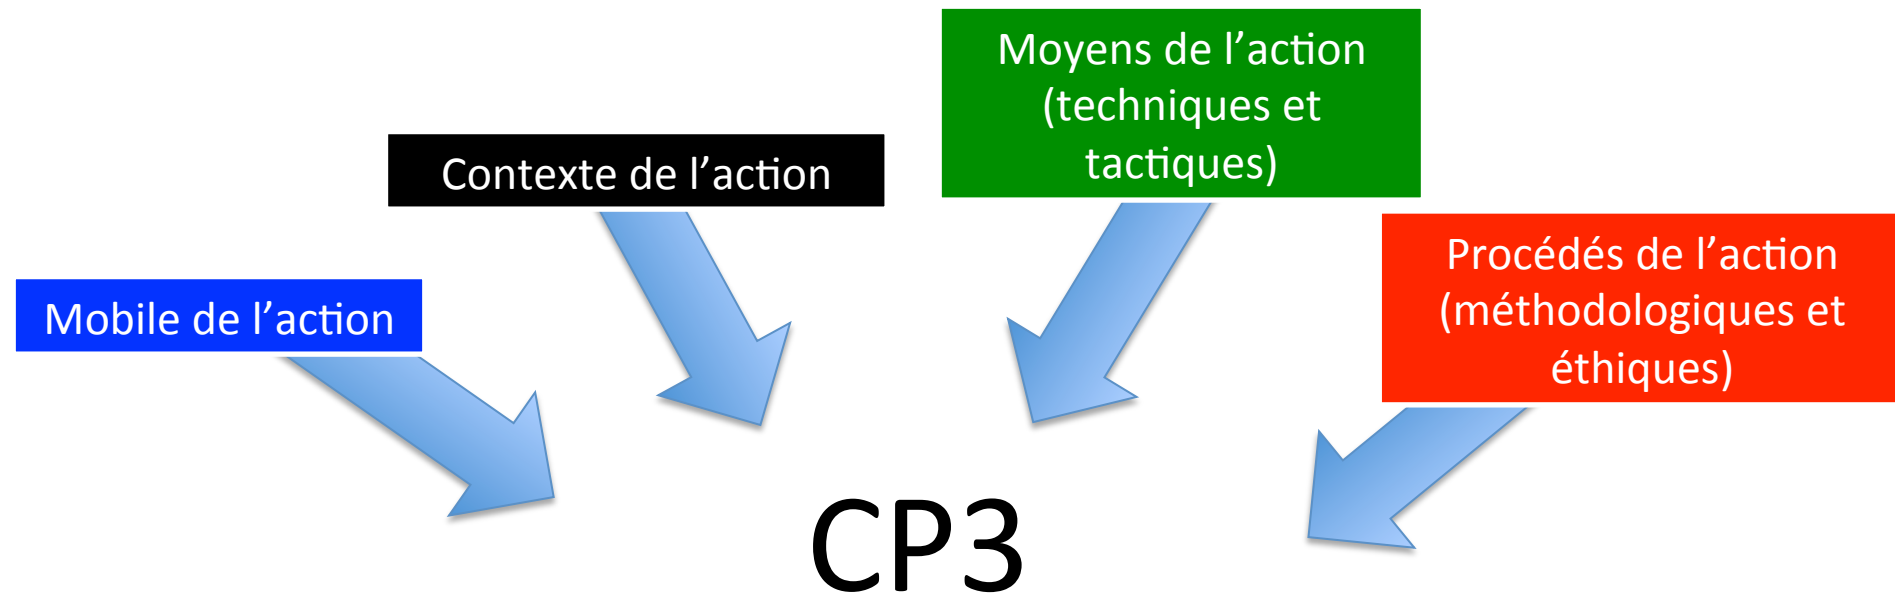 Mobile de l’action
Contexte de l’action
Moyens de l’action
(techniques et
tactiques)
Procédés de l’action
(méthodologiques et
éthiques)
CP3